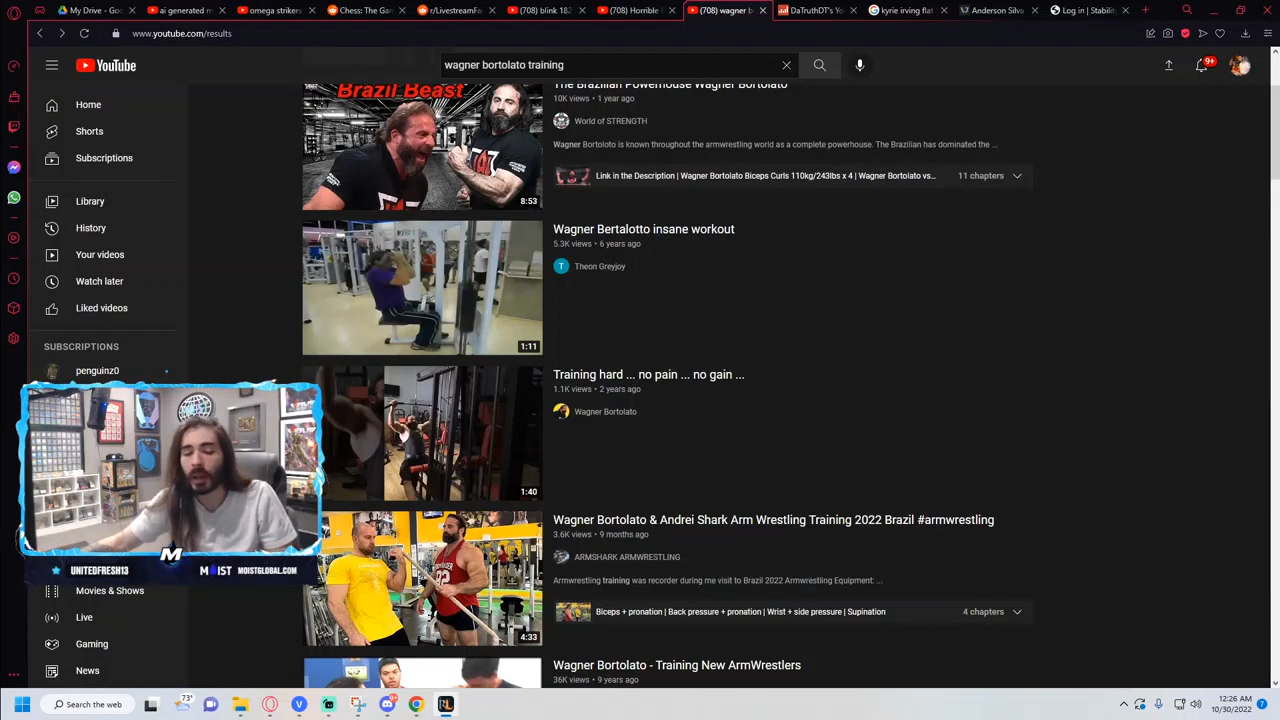 My Drive - Goo
ai generated m
omega strikers
Chess: The Gam
r/LivestreamFai
(708) blink 182
(708) Horrible
(708) wagner b
DaTruthDT's Yo
kyrie irving flat
Anderson Silva
Log in | Stabilit
www.youtube.com/results
YouTube
wagner bortolato training
9+
Home
Shorts
Subscriptions
Library
History
Your videos
Watch later
Liked videos
SUBSCRIPTIONS
penguinz0
Movies & Shows
Live
Gaming
News
Brazil Beast
8:53
The Brazilian Powerhouse Wagner Bortolato
10K views • 1 year ago
World of STRENGTH
Wagner Bortoloto is known throughout the armwrestling world as a complete powerhouse. The Brazilian has dominated the ...
Link in the Description | Wagner Bortolato Biceps Curls 110kg/243lbs x 4 | Wagner Bortolato vs...
11 chapters
1:11
Wagner Bertalotto insane workout
5.3K views • 6 years ago
T
Theon Greyjoy
1:40
Training hard ... no pain ... no gain ...
1.1K views • 2 years ago
Wagner Bortolato
4:33
Wagner Bortolato & Andrei Shark Arm Wrestling Training 2022 Brazil #armwrestling
3.6K views • 9 months ago
ARMSHARK ARMWRESTLING
Armwrestling training was recorder during me visit to Brazil 2022 Armwrestling Equipment: ...
Biceps + pronation | Back pressure + pronation | Wrist + side pressure | Supination
4 chapters
Wagner Bortolato - Training New ArmWrestlers
36K views • 9 years ago
M
UNITEDFRESH13
MOIST MOISTGLOBAL.COM
Search the web
73°
12:26 AM
10/30/2022